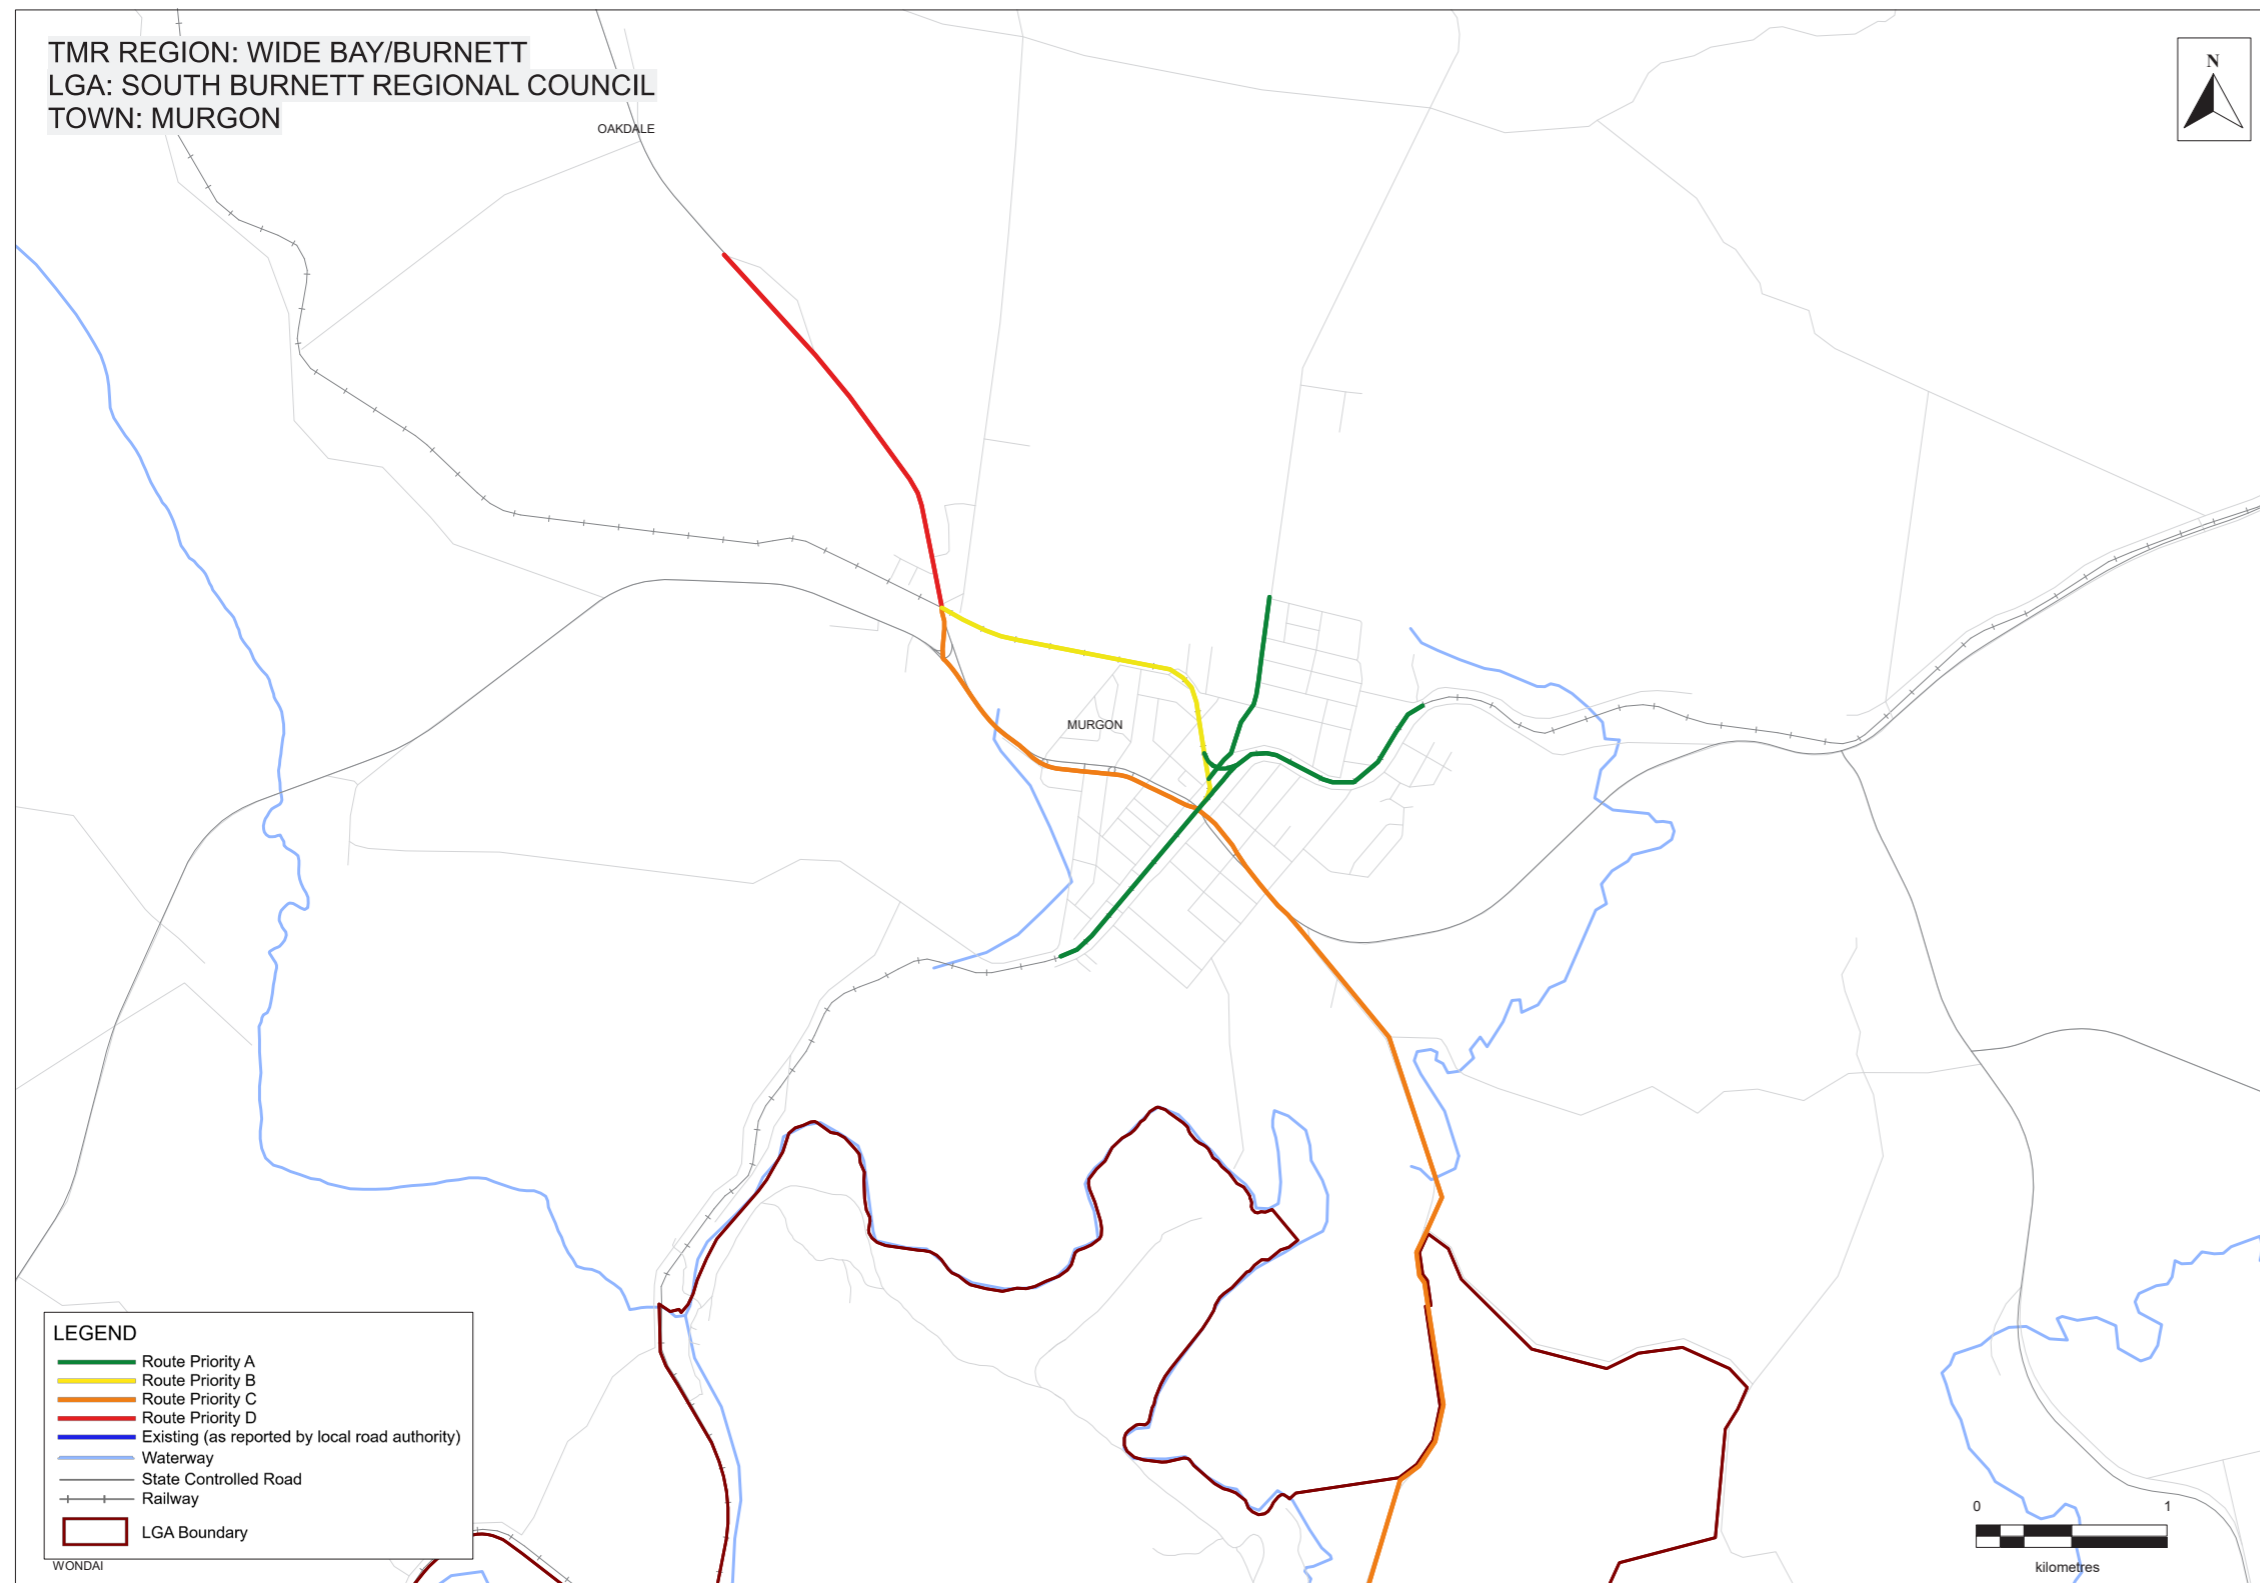 TMR REGION: WIDE BAY/BURNETT
LGA: SOUTH BURNETT REGIONAL COUNCIL
TOWN: MURGON
N
OAKDALE
MURGON
LEGEND
Route Priority A
Route Priority B
Route Priority C
Route Priority D
Existing (as reported by local road authority)
Waterway
State Controlled Road
Railway
LGA Boundary
WONDAI
0 1
kilometres